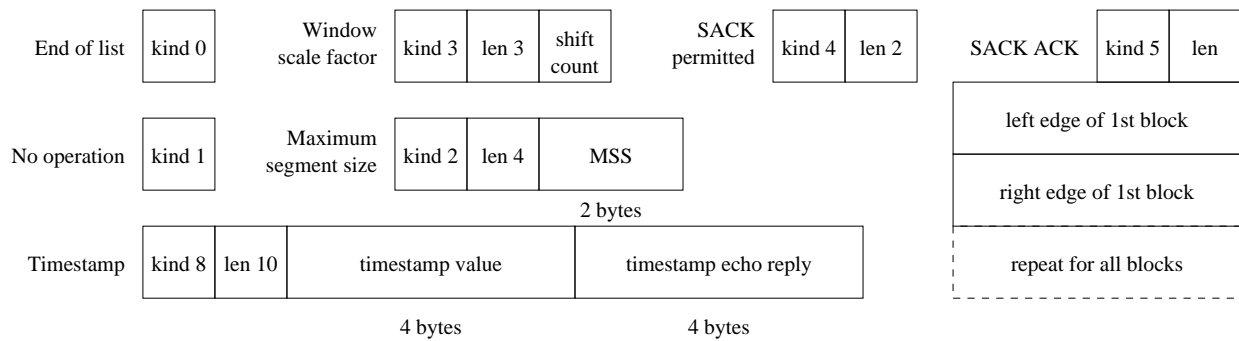 End of list
kind 0
Window
scale factor
kind 3
len 3
shift
count
SACK
permitted
kind 4
len 2
SACK ACK
kind 5
len
left edge of 1st block
right edge of 1st block
repeat for all blocks
No operation
kind 1
Maximum
segment size
kind 2
len 4
MSS
2 bytes
Timestamp
kind 8
len 10
timestamp value
timestamp echo reply
4 bytes
4 bytes